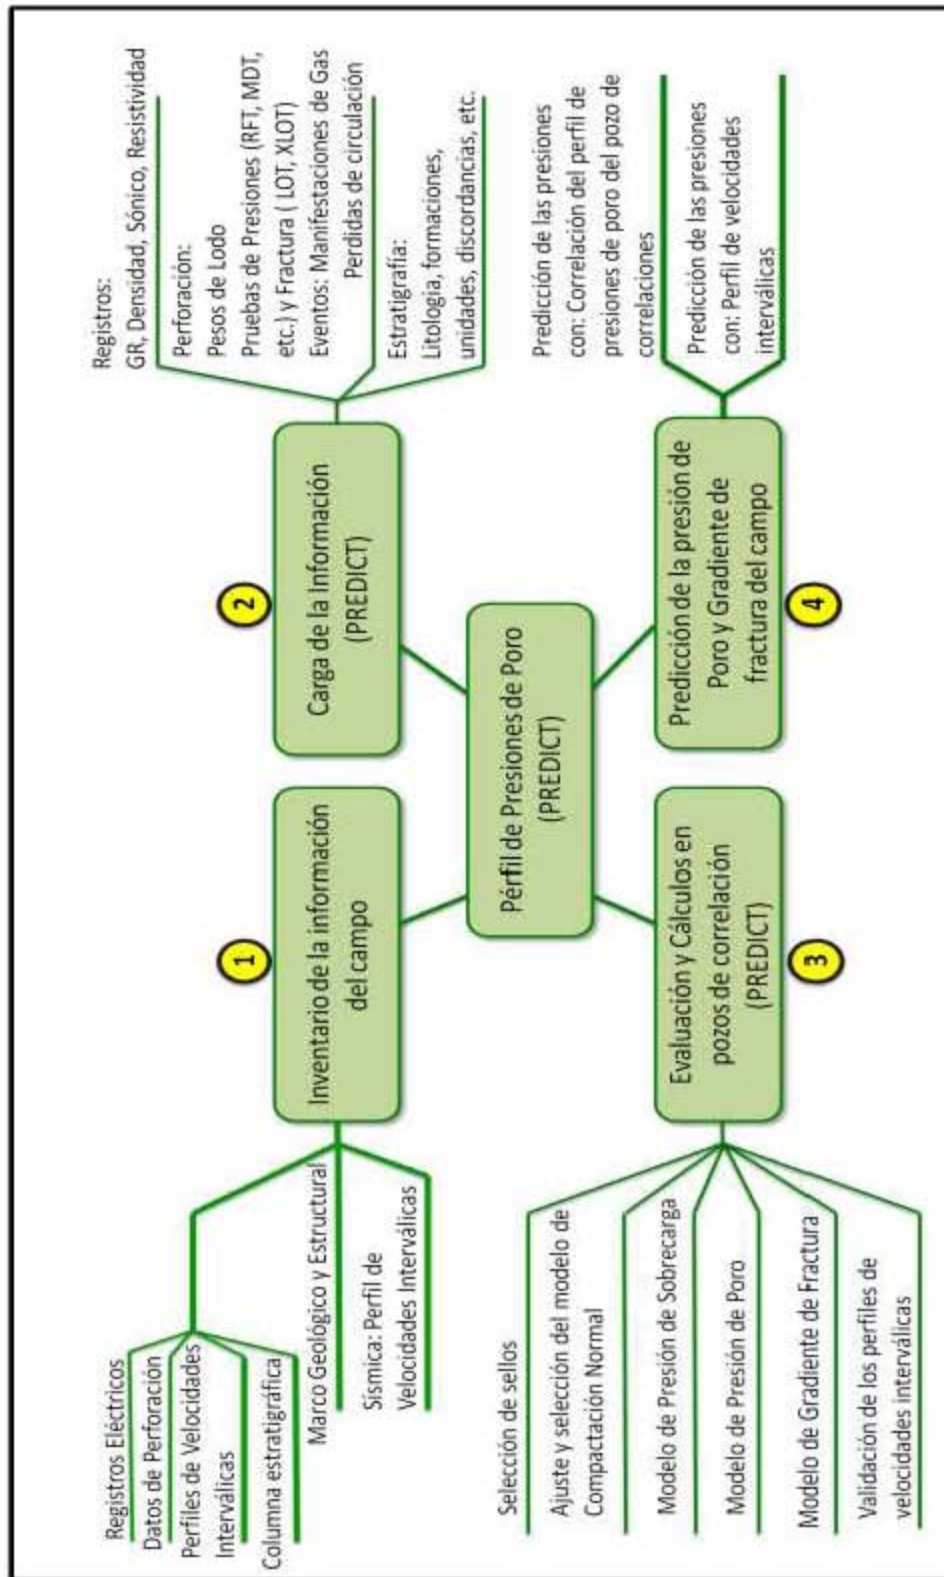 1
Inventario de la información
del campo
Registros Eléctricos
Datos de Perforación
Perfiles de Velocidades
Interválicas
Columna estratigráfica
Marco Geológico y Estructural
Sísmica: Perfil de
Velocidades Interválicas
2
Carga de la Información
(PREDICT)
Registros:
GR, Densidad, Sónico, Resistividad
Perforación:
Pesos de Lodo
Pruebas de Presiones (RFT, MDT,
etc.) y Fractura ( LOT, XLOT)
Eventos: Manifestaciones de Gas
Perdidas de circulación
Estratigrafía:
Litología, formaciones,
unidades, discordancias, etc.
Pérfil de Presiones de Poro
(PREDICT)
Evaluación y Cálculos en
pozos de correlación
(PREDICT)
3
Selección de sellos
Ajuste y selección del modelo de
Compactación Normal
Modelo de Presión de Sobrecarga
Modelo de Presión de Poro
Modelo de Gradiente de Fractura
Validación de los perfiles de
velocidades interválicas
Predicción de la presión de
Poro y Gradiente de
fractura del campo
4
Predicción de las presiones
con: Correlación del perfil de
presiones de poro del pozo de
correlaciones
Predicción de las presiones
con: Perfil de velocidades
interválicas